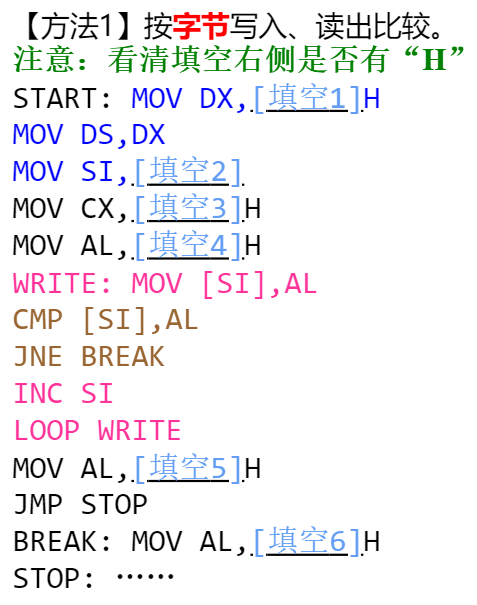 【方法1】按字节写入、读出比较。
注意：看清填空右侧是否有“H”
START: MOV DX,[填空1]H
MOV DS,DX
MOV SI,[填空2]
MOV CX,[填空3]H
MOV AL,[填空4]H
WRITE: MOV [SI],AL
CMP [SI],AL
JNE BREAK
INC SI
LOOP WRITE
MOV AL,[填空5]H
JMP STOP
BREAK: MOV AL,[填空6]H
STOP: ……